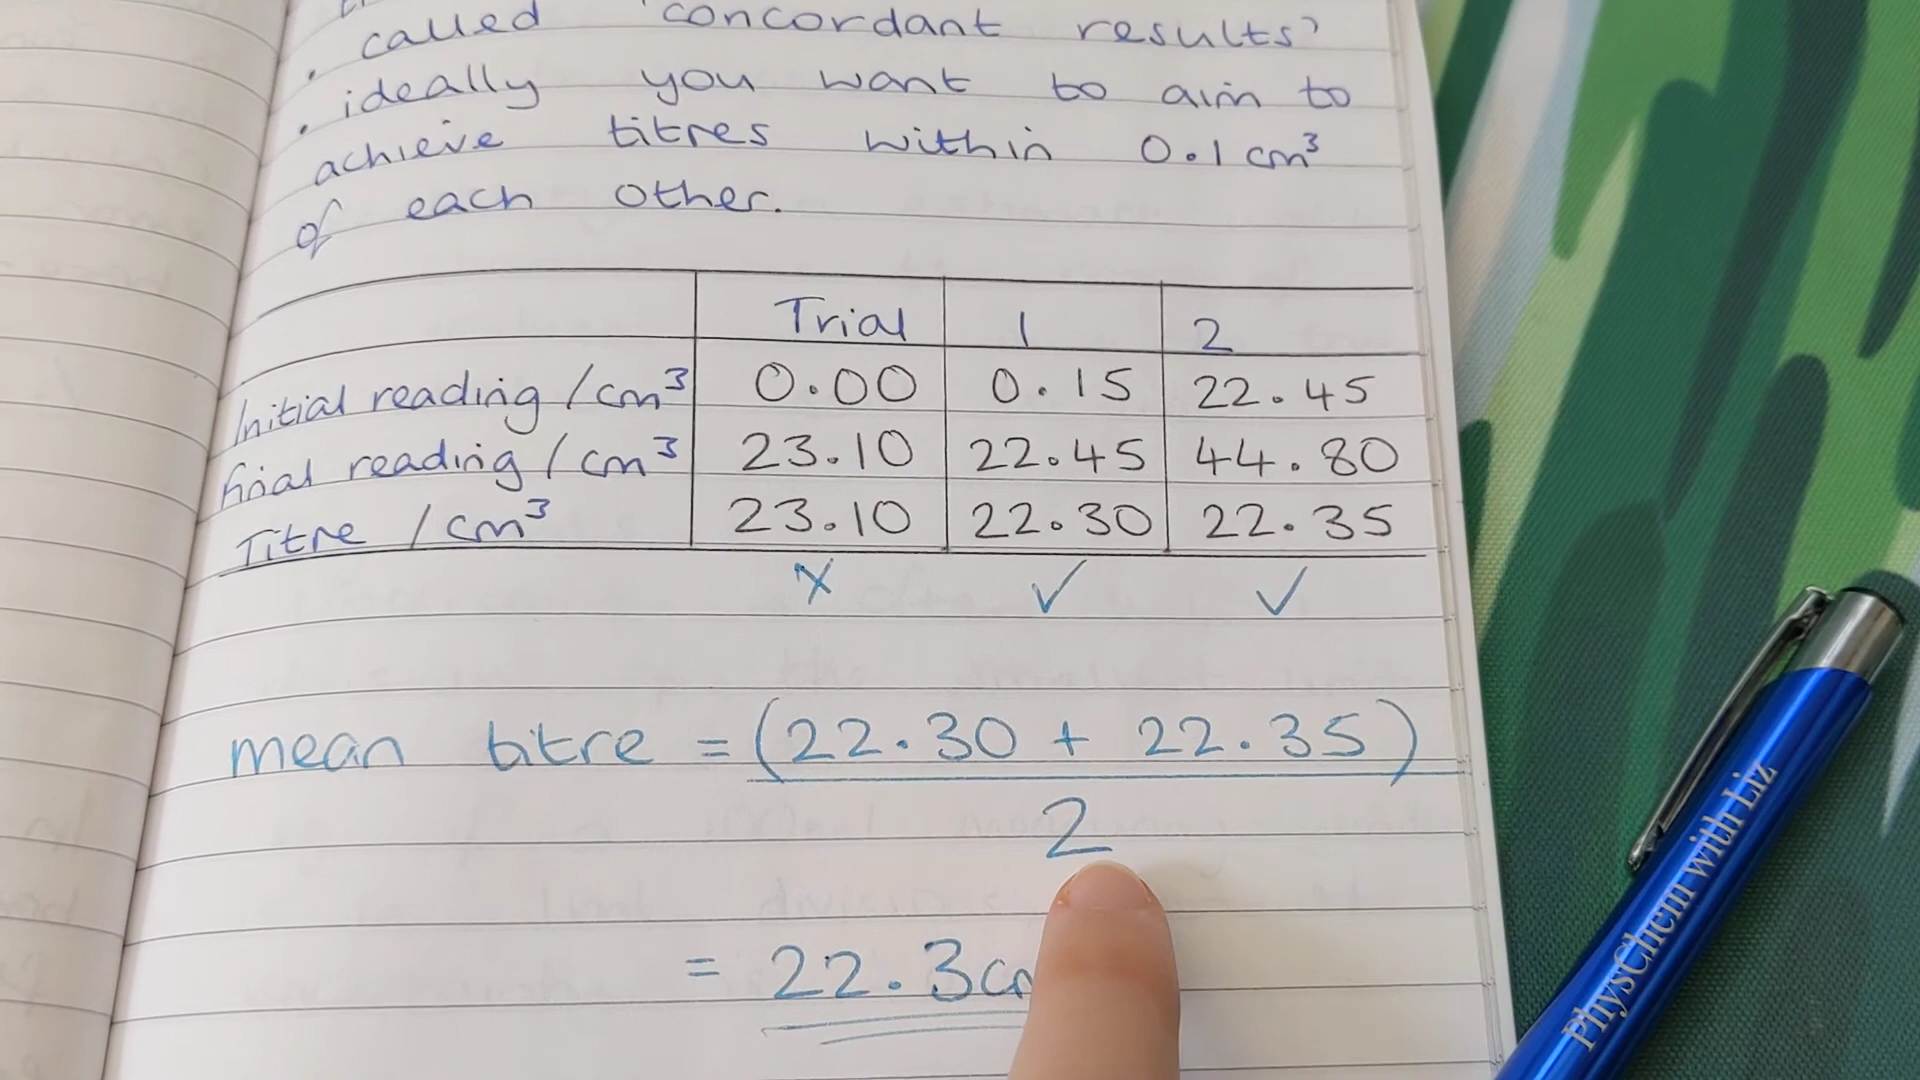 . called 'concordant results'
. ideally you want to aim to
achieve titres within 0.1 cm³
of each other.
Trial 1 2
Initial reading / cm³ 0.00 0.15 22.45
final reading / cm³ 23.10 22.45 44.80
Titre / cm³ 23.10 22.30 22.35
x ✓ ✓
mean titre = (22.30 + 22.35)
2
= 22.3cm
PhysChem with Liz